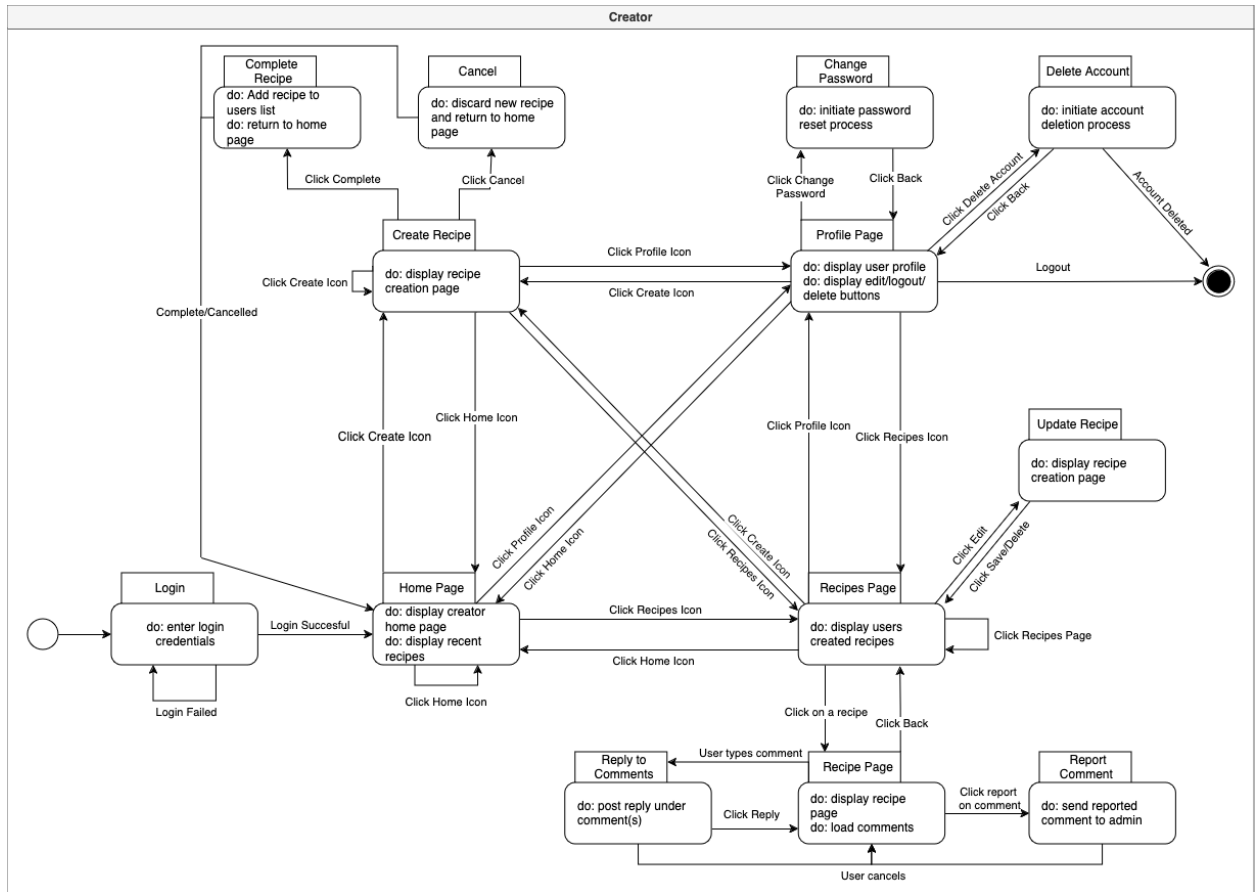 Creator
Complete
Recipe
do: Add recipe to
users list
do: return to home
page
Cancel
do: discard new recipe
and return to home
page
Change
Password
do: initiate password
reset process
Delete Account
do: initiate account
deletion process
Click Complete
Click Cancel
Click Change
Password
Click Back
Click Delete Account
Click Back
Account Deleted
Create Recipe
do: display recipe
creation page
Click Create Icon
Click Profile Icon
Click Create Icon
Profile Page
do: display user profile
do: display edit/logout/
delete buttons
Logout
Complete/Cancelled
Click Create Icon
Click Home Icon
Click Profile Icon
Click Recipes Icon
Update Recipe
do: display recipe
creation page
Click Profile Icon
Click Home Icon
Click Create Icon
Click Recipes Icon
Click Edit
Click Save/Delete
Login
do: enter login
credentials
Login Succesful
Login Failed
Home Page
do: display creator
home page
do: display recent
recipes
Click Home Icon
Click Recipes Icon
Click Home Icon
Recipes Page
do: display users
created recipes
Click Recipes Page
Click on a recipe
Click Back
Reply to
Comments
do: post reply under
comment(s)
User types comment
Click Reply
Recipe Page
do: display recipe
page
do: load comments
Click report
on comment
Report
Comment
do: send reported
comment to admin
User cancels